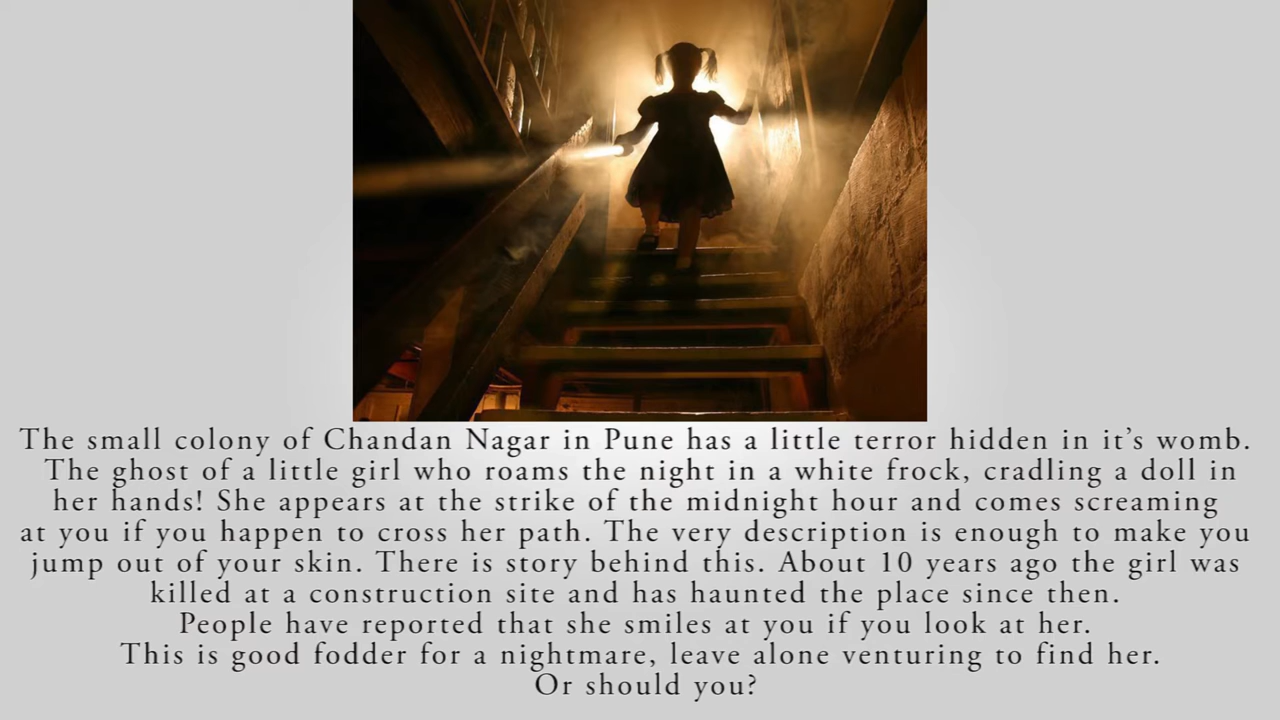 The small colony of Chandan Nagar in Pune has a little terror hidden in it’s womb.
The ghost of a little girl who roams the night in a white frock, cradling a doll in
her hands! She appears at the strike of the midnight hour and comes screaming
at you if you happen to cross her path. The very description is enough to make you
jump out of your skin. There is story behind this. About 10 years ago the girl was
killed at a construction site and has haunted the place since then.
People have reported that she smiles at you if you look at her.
This is good fodder for a nightmare, leave alone venturing to find her.
Or should you?